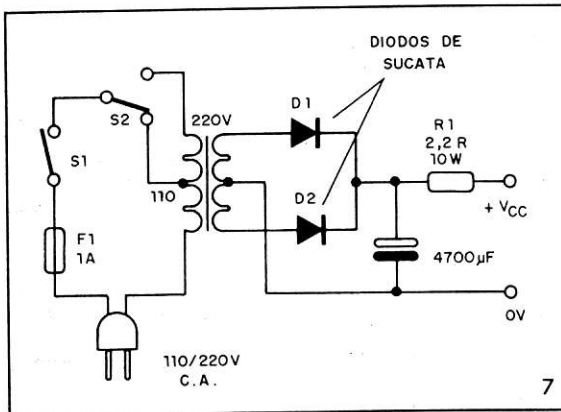 DIODOS DE
SUCATA
S2
220V
D1
R1
2,2 R
10W
S1
110
D2
+ VCC
F1
1A
4700µF
0V
110/220V
C.A.
7